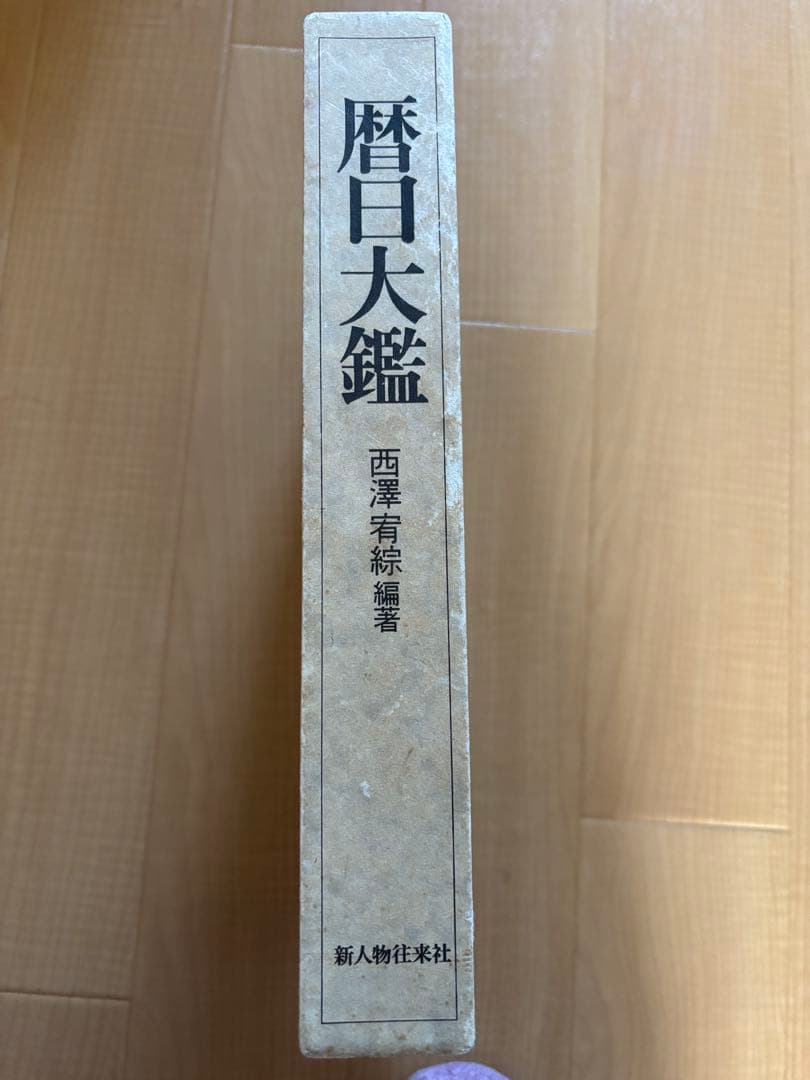 暦日大鑑
西澤宥綜編著
新人物往来社